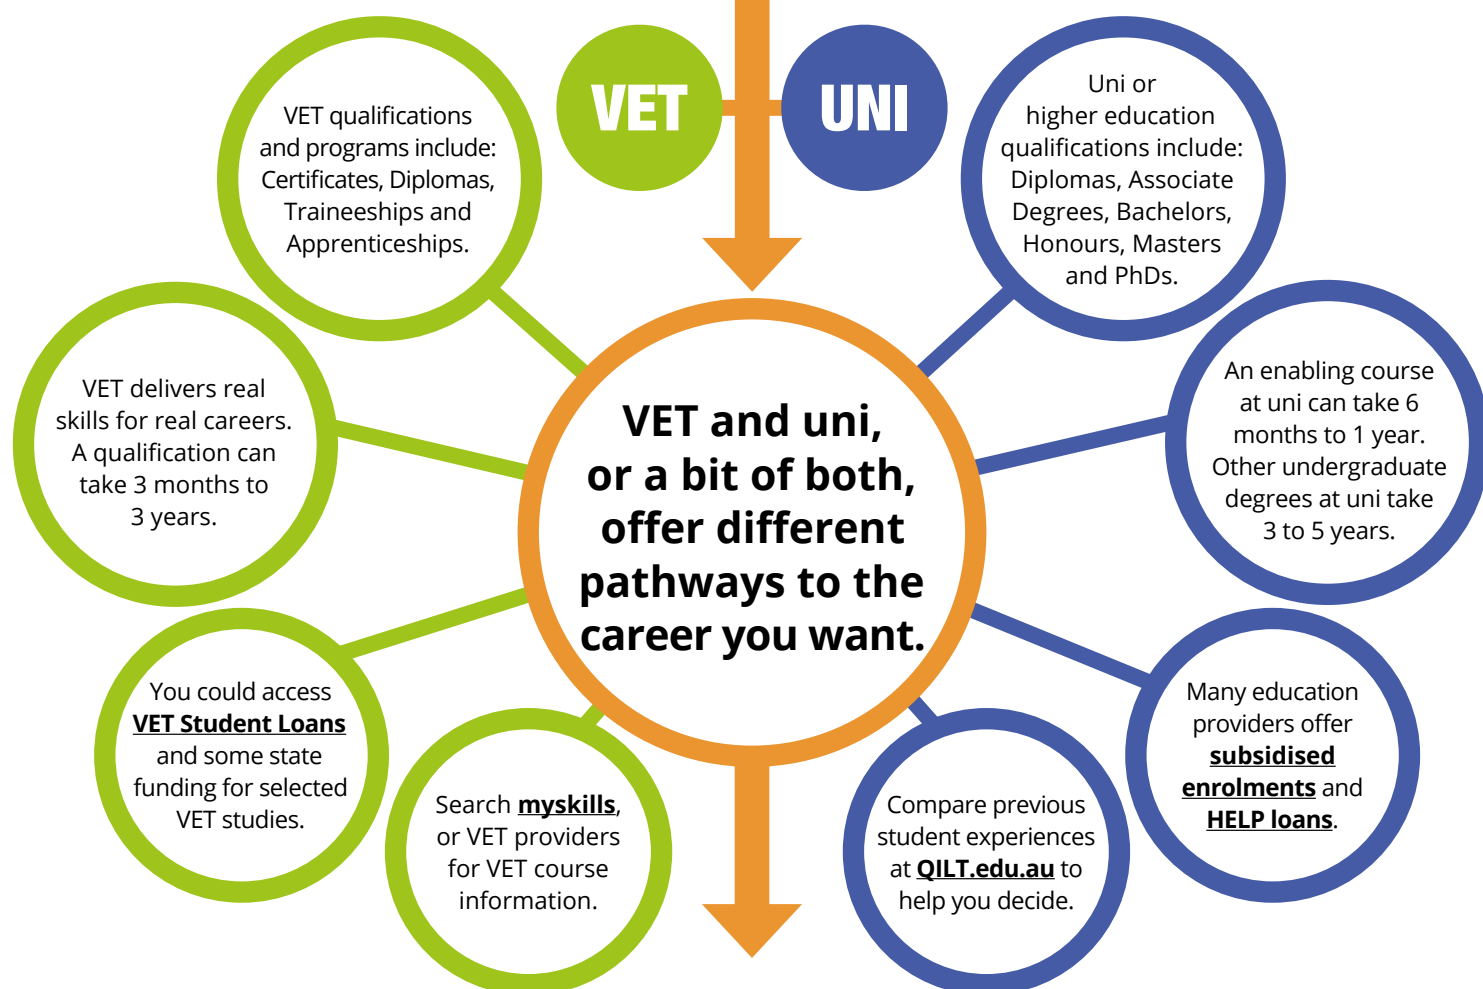 VET
UNI
VET qualifications
and programs include:
Certificates, Diplomas,
Traineeships and
Apprenticeships.
Uni or
higher education
qualifications include:
Diplomas, Associate
Degrees, Bachelors,
Honours, Masters
and PhDs.
VET delivers real
skills for real careers.
A qualification can
take 3 months to
3 years.
VET and uni,
or a bit of both,
offer different
pathways to the
career you want.
An enabling course
at uni can take 6
months to 1 year.
Other undergraduate
degrees at uni take
3 to 5 years.
You could access
VET Student Loans
and some state
funding for selected
VET studies.
Search myskills,
or VET providers
for VET course
information.
Compare previous
student experiences
at QILT.edu.au to
help you decide.
Many education
providers offer
subsidised
enrolments and
HELP loans.